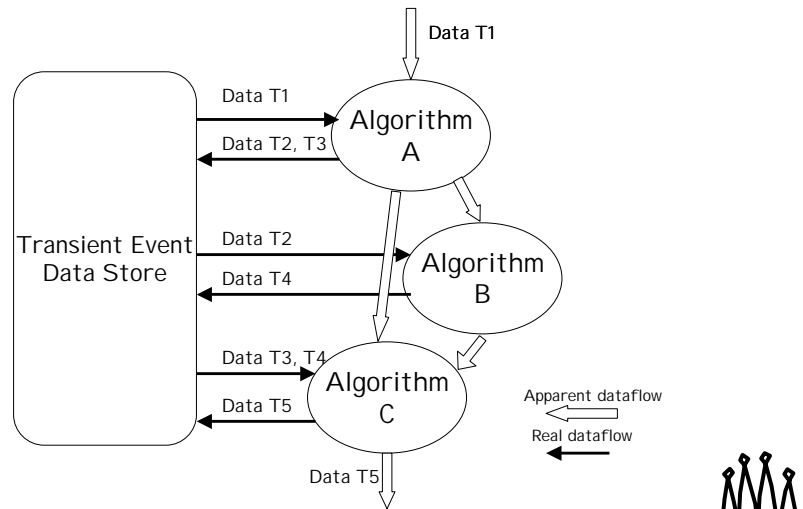 Data T1
Data T1
Algorithm
A
Data T2, T3
Transient Event
Data Store
Data T2
Algorithm
B
Data T4
Data T3, T4
Algorithm
C
Data T5
Data T5
Apparent dataflow
Real dataflow